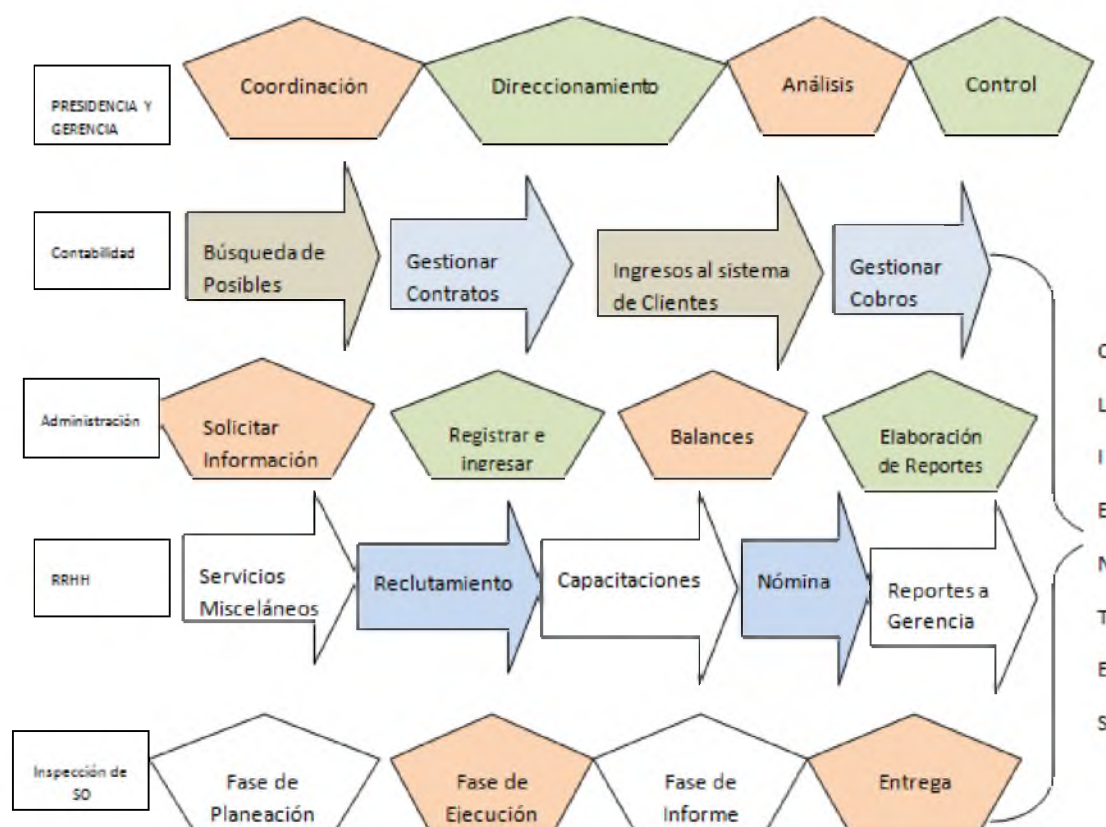 Coordinación
Direccionamiento
Análisis
Control
PRESIDENCIA Y
GERENCIA
Contabilidad
Búsqueda de
Posibles
Gestionar
Contratos
Ingresos al sistema
de Clientes
Gestionar
Cobros
Administración
Solicitar
Información
Registrar e
ingresar
Balances
Elaboración
de Reportes
RRHH
Servicios
Misceláneos
Reclutamiento
Capacitaciones
Nómina
Reportes a
Gerencia
Inspección de
SO
Fase de
Planeación
Fase de
Ejecución
Fase de
Informe
Entrega
C
L
I
E
N
T
E
S